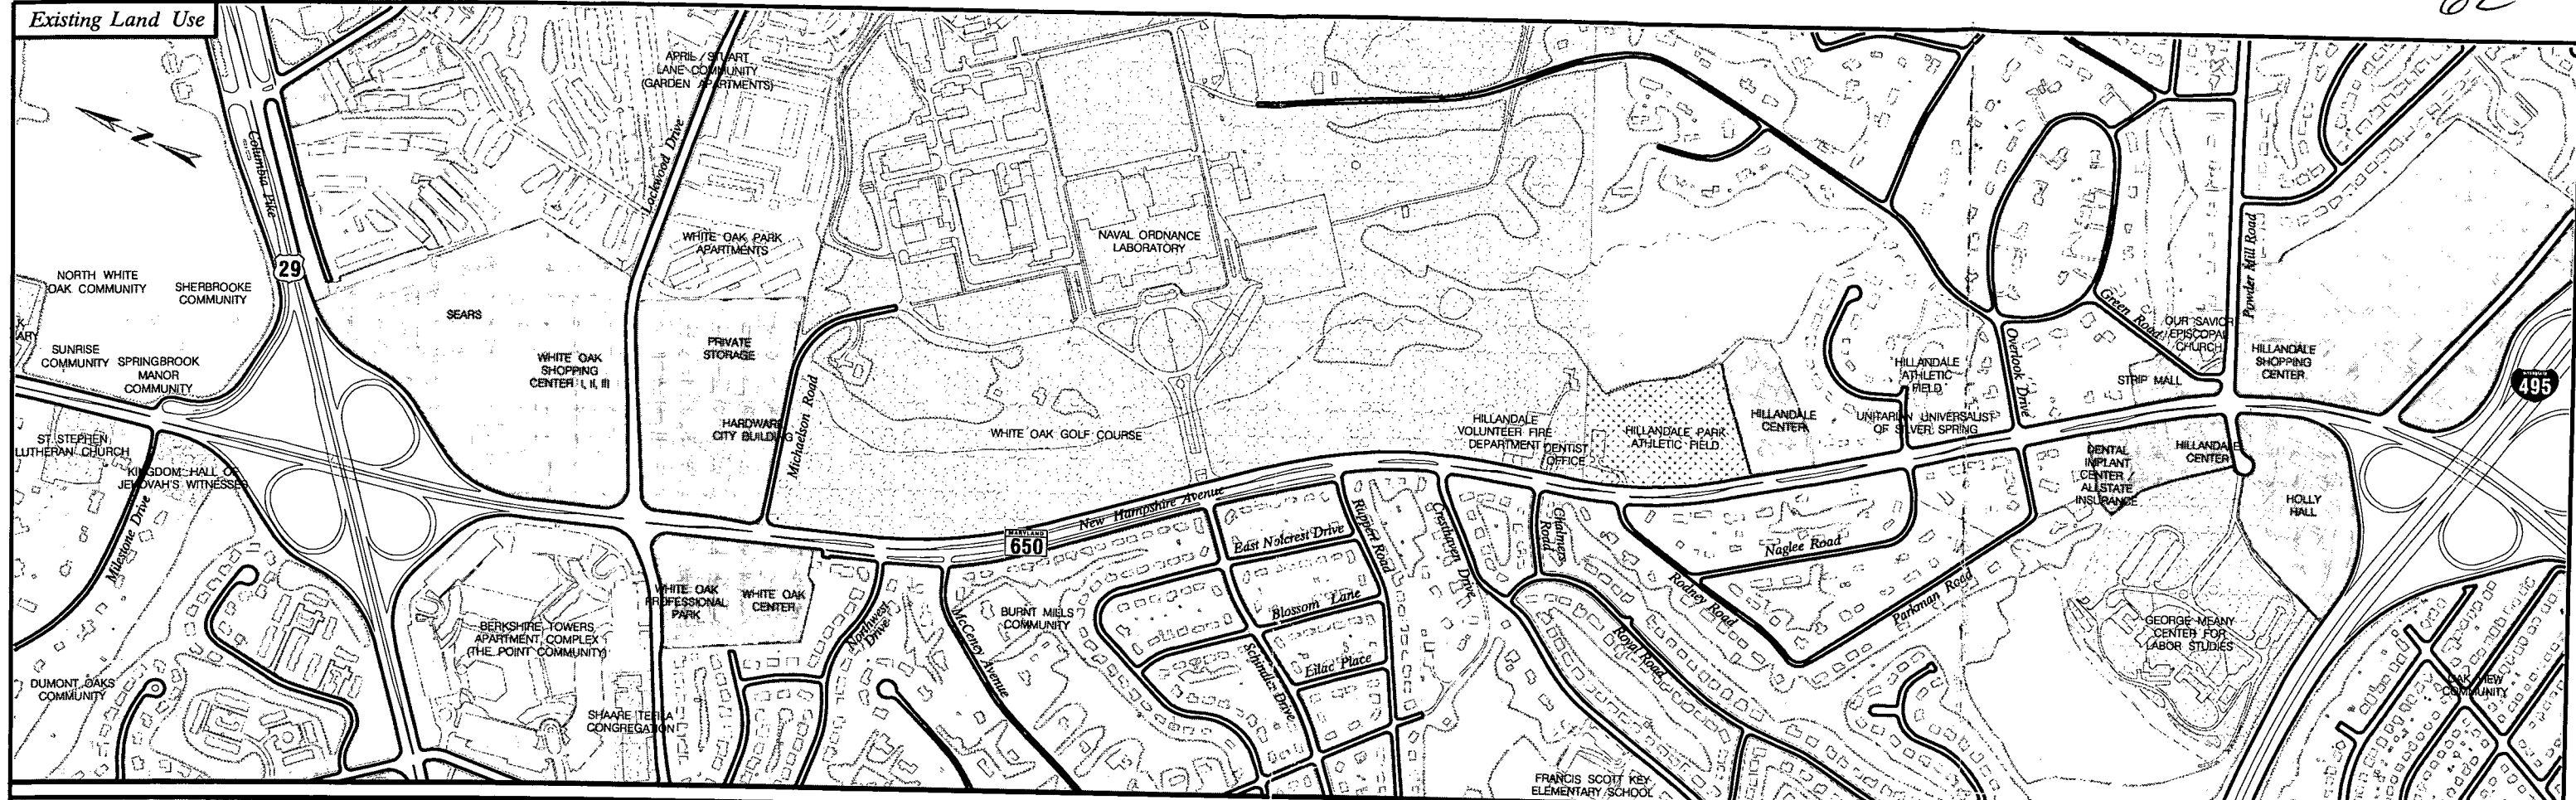 Existing Land Use
62
N
APRIL / STUART
LANE COMMUNITY
(GARDEN APARTMENTS)
Columbia Pike
Lockwood Drive
29
NORTH WHITE
OAK COMMUNITY
SHERBROOKE
COMMUNITY
SUNRISE
COMMUNITY
SPRINGBROOK
MANOR
COMMUNITY
SEARS
WHITE OAK
SHOPPING
CENTER I, II, III
WHITE OAK PARK
APARTMENTS
PRIVATE
STORAGE
HARDWARE
CITY BUILDING
Michaelson Road
NAVAL ORDNANCE
LABORATORY
WHITE OAK GOLF COURSE
HILLANDALE
VOLUNTEER FIRE
DEPARTMENT
DENTIST
OFFICE
HILLANDALE PARK
ATHLETIC FIELD
HILLANDALE
CENTER
HILLANDALE
ATHLETIC
FIELD
UNITARIAN UNIVERSALIST
OF SILVER SPRING
Overlook Drive
Green Road
OUR SAVIOR
EPISCOPAL
CHURCH
STRIP MALL
Powder Mill Road
HILLANDALE
SHOPPING
CENTER
495
ST. STEPHEN
LUTHERAN CHURCH
KINGDOM HALL OF
JEHOVAH'S WITNESSES
Milestone Drive
DUMONT OAKS
COMMUNITY
BERKSHIRE TOWERS
APARTMENT COMPLEX
(THE POINT COMMUNITY)
SHAARE TEFILA
CONGREGATION
WHITE OAK
PROFESSIONAL
PARK
WHITE OAK
CENTER
Northwest
Drive
McCeney Avenue
MARYLAND
650
New Hampshire Avenue
BURNT MILLS
COMMUNITY
East Nolcrest Drive
Blossom Lane
Lilac Place
Schindler Drive
Ruppert Road
Cresthaven Drive
Chalmers
Road
Royal Road
Rodney Road
Naglee Road
Parkman Road
FRANCIS SCOTT KEY
ELEMENTARY SCHOOL
DENTAL
IMPLANT
CENTER /
ALLSTATE
INSURANCE
HILLANDALE
CENTER
HOLLY
HALL
GEORGE MEANY
CENTER FOR
LABOR STUDIES
OAK VIEW
COMMUNITY